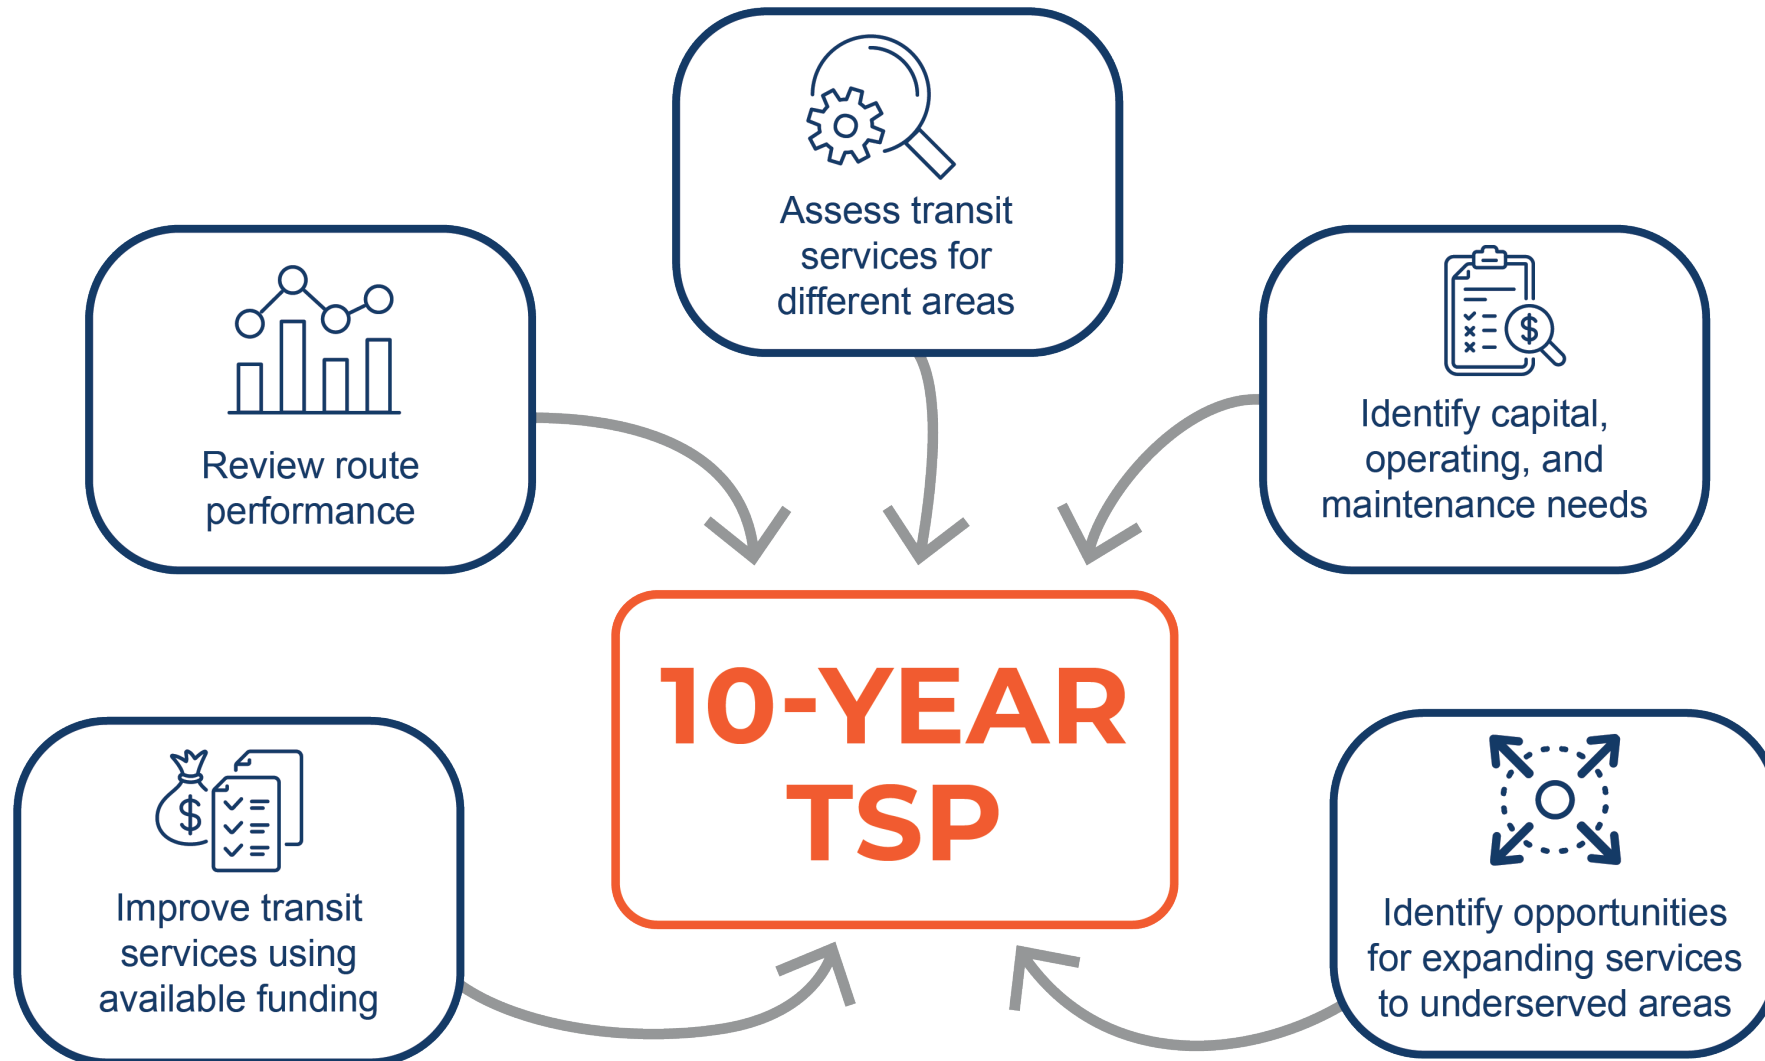 Assess transit
services for
different areas
Review route
performance
Identify capital,
operating, and
maintenance needs
10-YEAR
TSP
Improve transit
services using
available funding
Identify opportunities
for expanding services
to underserved areas